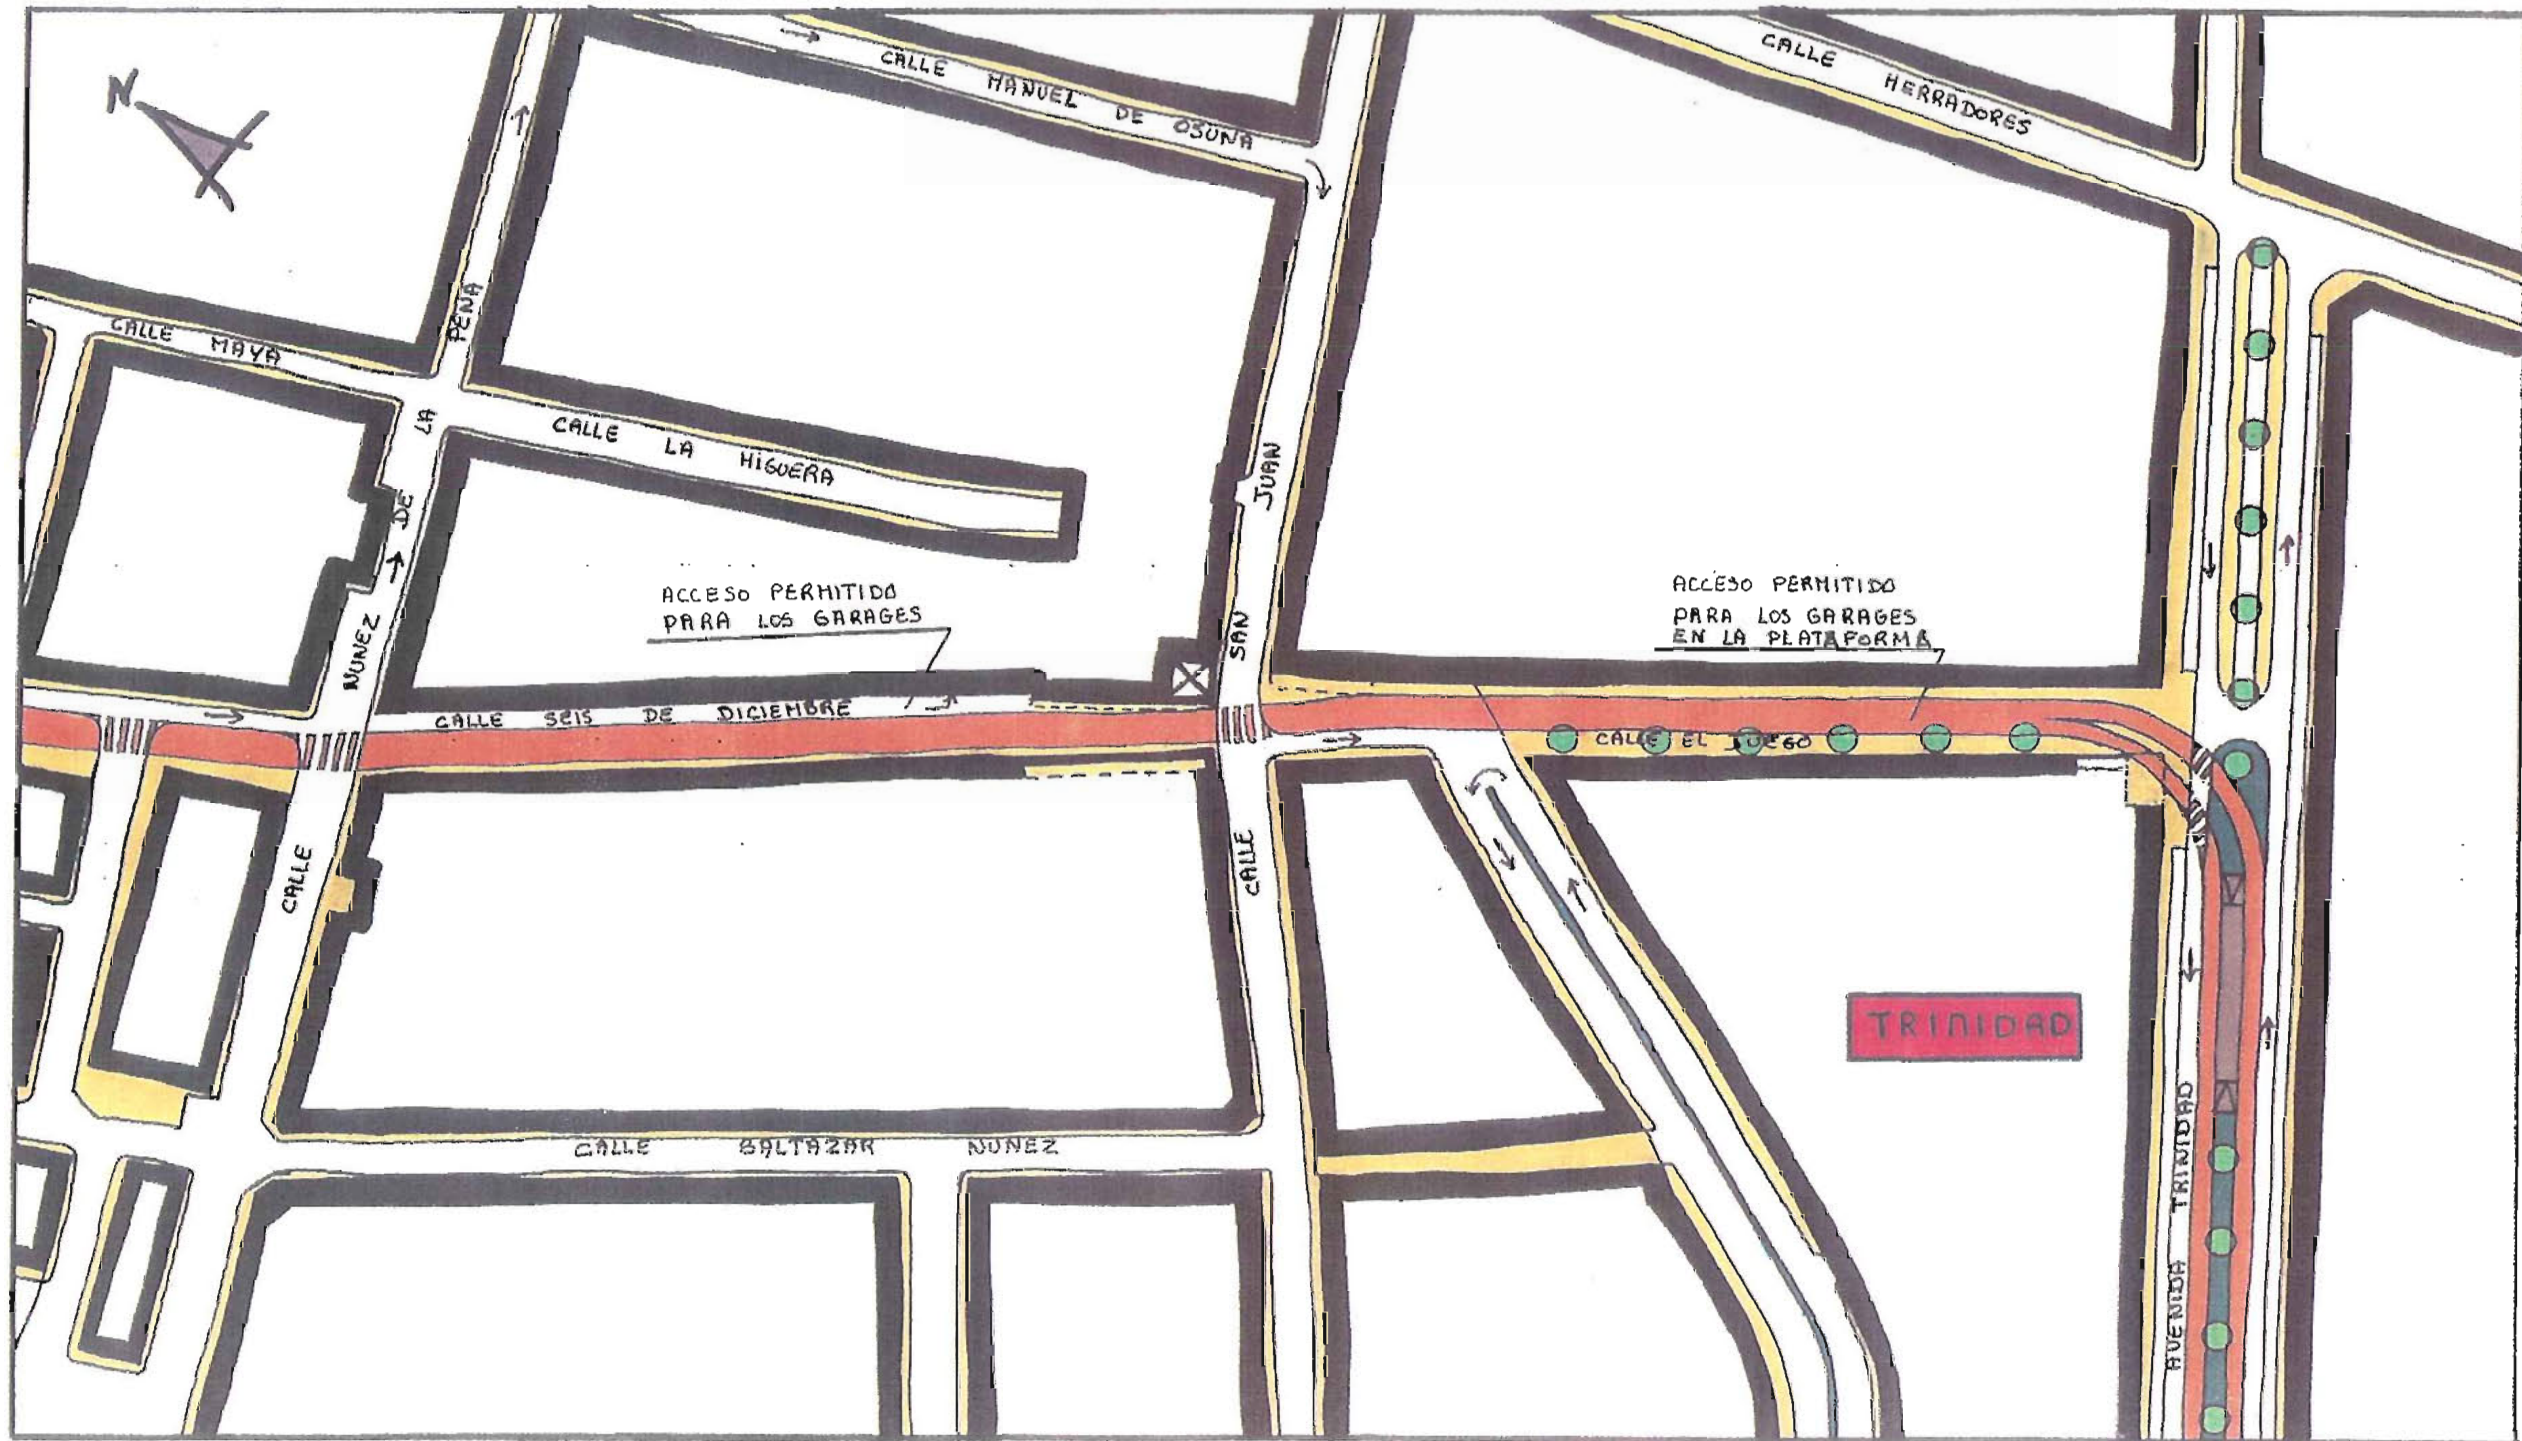 N
CALLE MANUEL DE OSUNA
CALLE HERRADORES
CALLE MAYA
CALLE NUNEZ DE LA PEÑA
CALLE LA HIGUERA
CALLE SAN JUAN
ACCESO PERMITIDO
PARA LOS GARAGES
ACCESO PERMITIDO
PARA LOS GARAGES
EN LA PLATAFORMA
CALLE SEIS DE DICIEMBRE
CALLE EL JUEGO
TRINIDAD
AVENIDA TRINIDAD
CALLE BALTAZAR NUNEZ